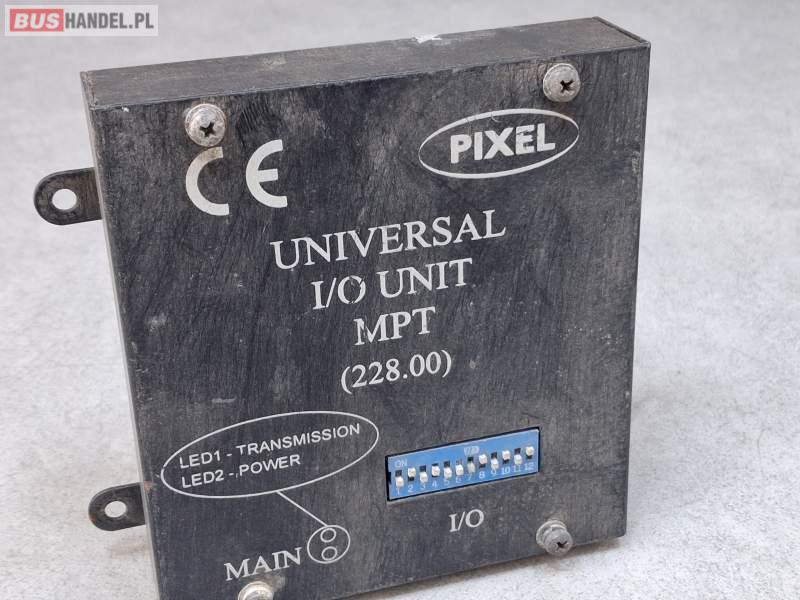 BUSHANDEL.PL
CE
PIXEL
UNIVERSAL
I/O UNIT
MPT
(228.00)
LED1 - TRANSMISSION
LED2 - POWER
ON
1 2 3 4 5 6 7 8 9 10 11 12
I/O
MAIN